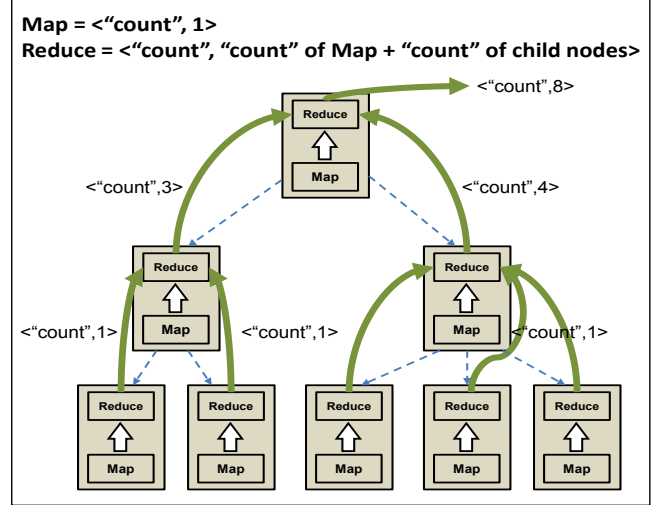 Map = <“count”, 1>
Reduce = <“count”, “count” of Map + “count” of child nodes>
<“count”,8>
Reduce
Map
<“count”,3>
<“count”,4>
Reduce
Reduce
Map
Map
<“count”,1>
<“count”,1>
<“count”,1>
Reduce
Reduce
Reduce
Reduce
Reduce
Map
Map
Map
Map
Map